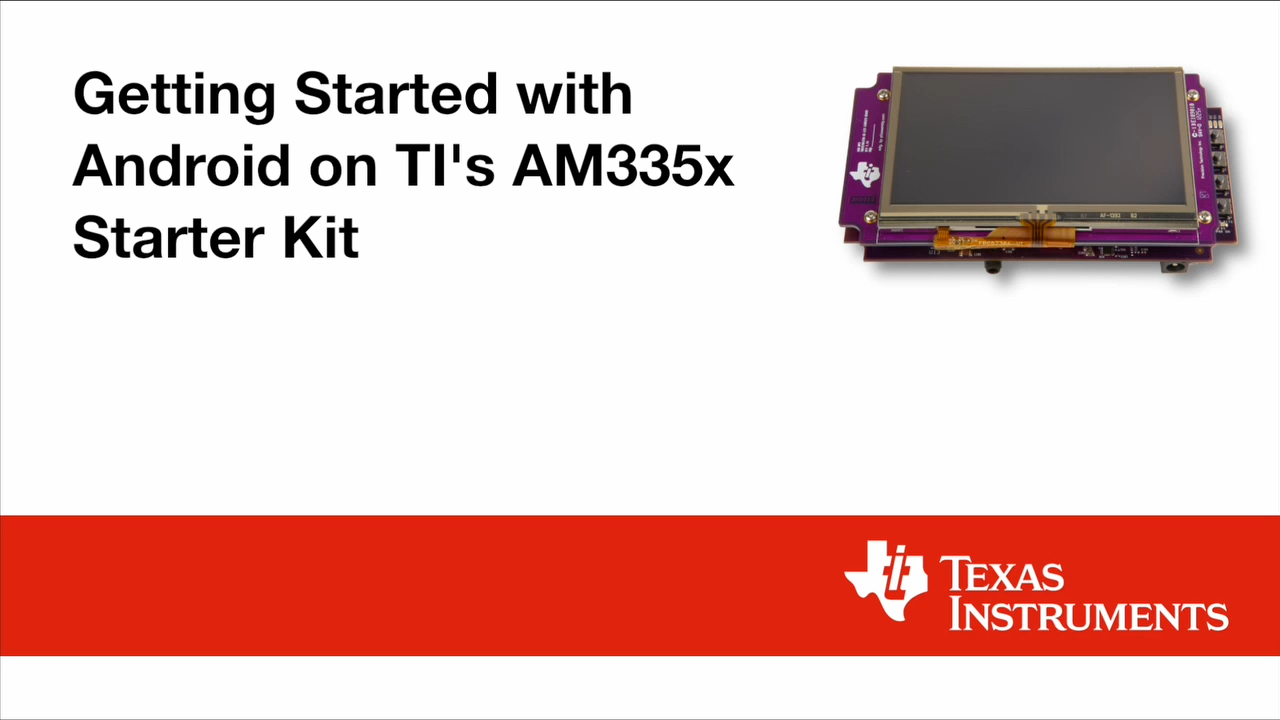 Getting Started with
Android on TI's AM335x
Starter Kit
TEXAS
INSTRUMENTS